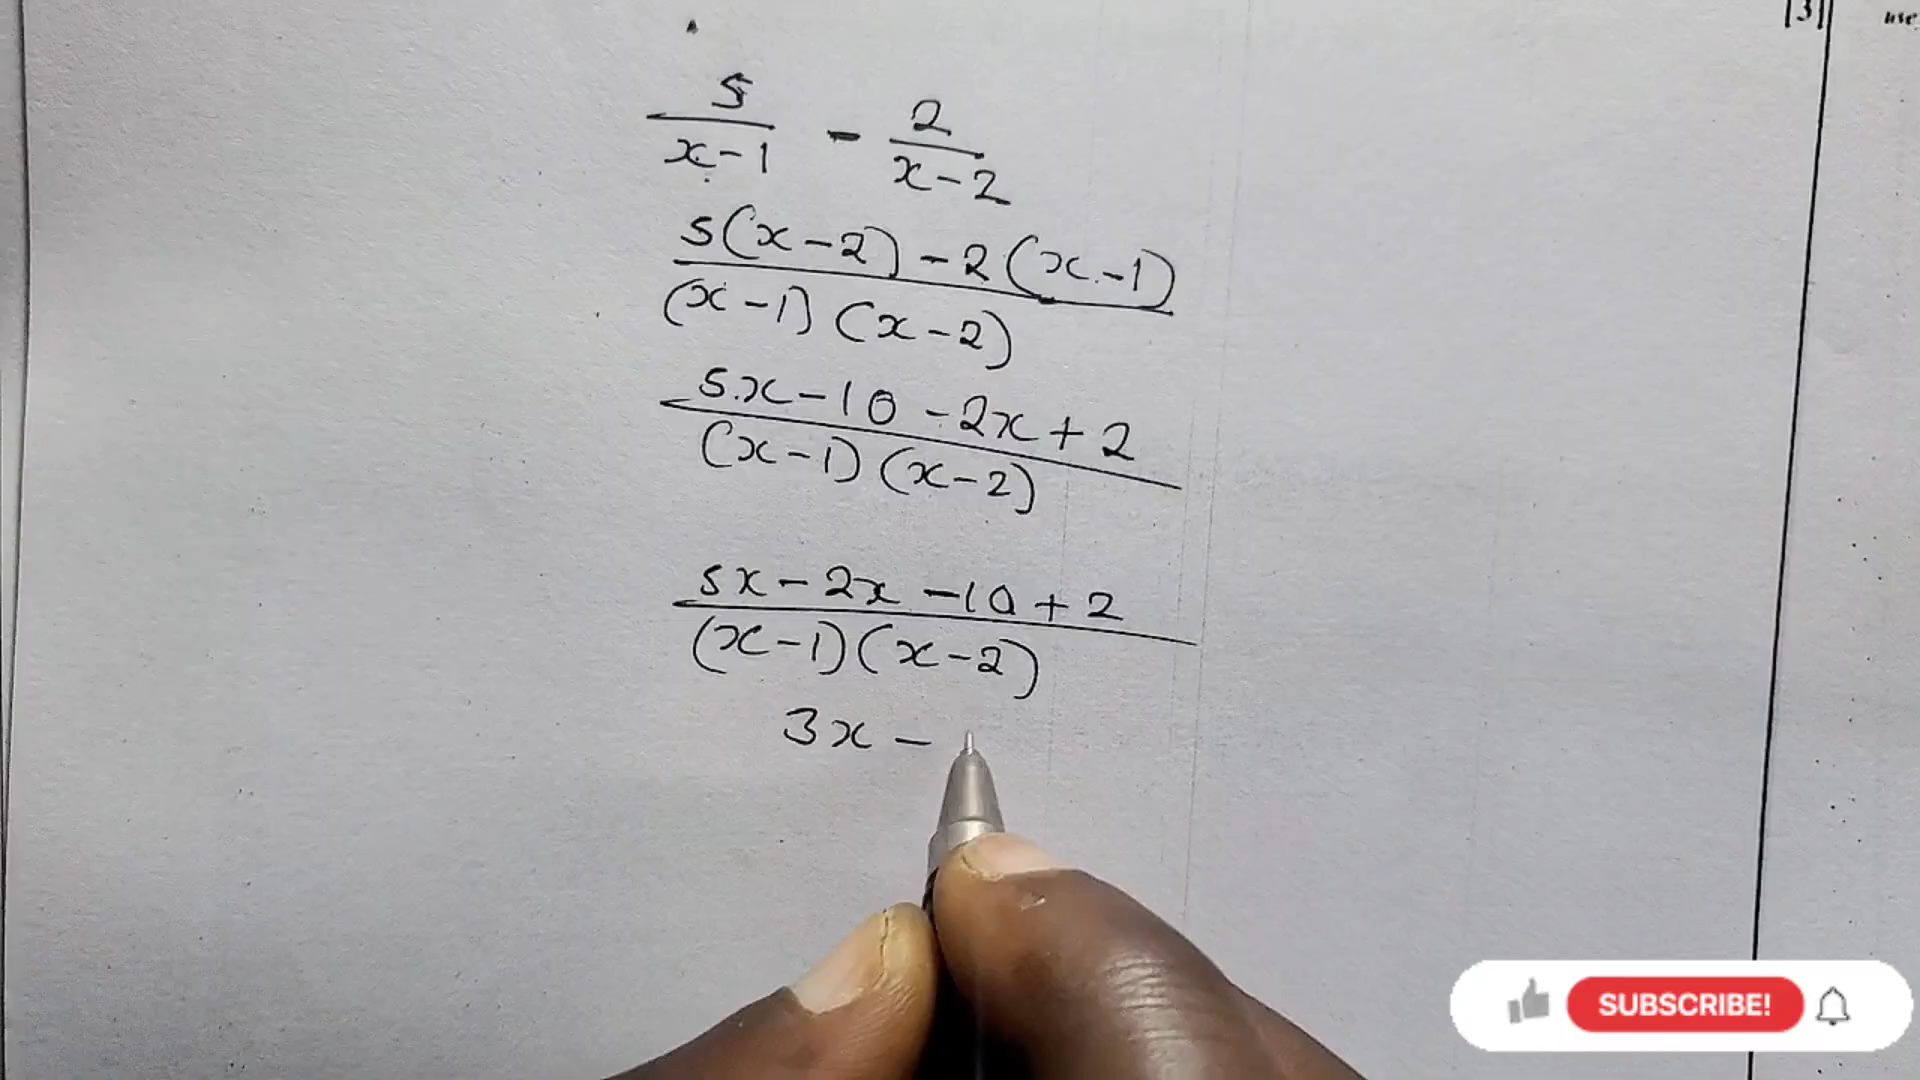 [3]
use
5
x-1
-
2
x-2
5(x-2)-2(x-1)
(x-1)(x-2)
5x-10-2x+2
(x-1)(x-2)
5x-2x-10+2
(x-1)(x-2)
3x-
SUBSCRIBE!